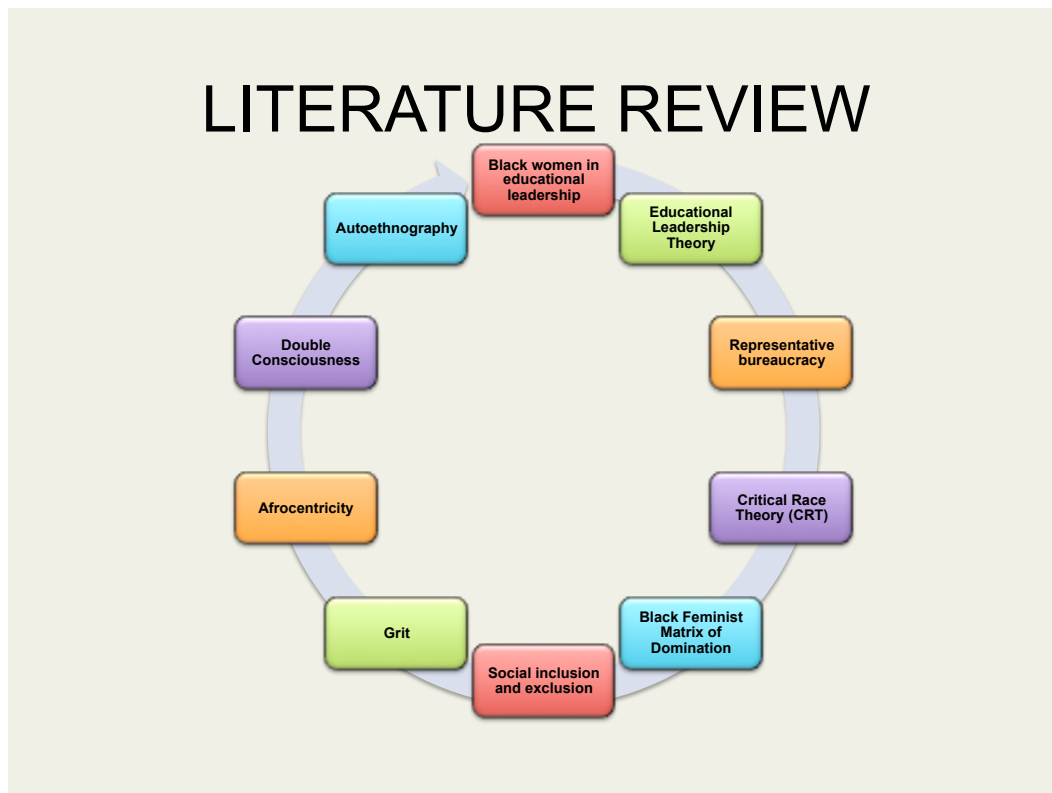 LITERATURE REVIEW
Black women in
educational
leadership
Educational
Leadership
Theory
Representative
bureaucracy
Critical Race
Theory (CRT)
Black Feminist
Matrix of
Domination
Social inclusion
and exclusion
Grit
Afrocentricity
Double
Consciousness
Autoethnography